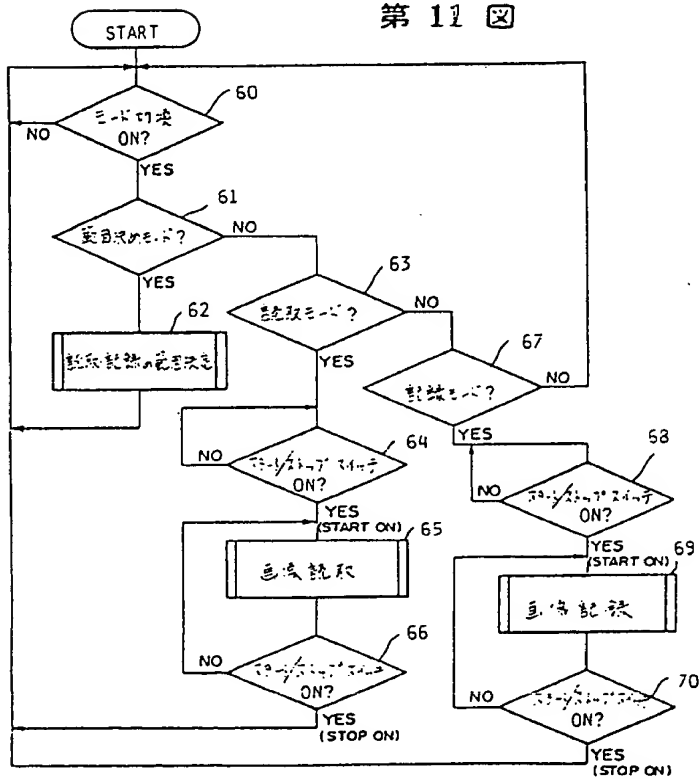 第 11 図
START
60
モード切換
ON?
NO
YES
61
範囲決めモード?
NO
YES
62
読取・記録の範囲決定
63
読取モード?
NO
YES
67
記録モード?
NO
YES
64
スタート/ストップ スイッチ
ON?
NO
YES
(START ON)
65
画像読取
66
スタート/ストップ スイッチ
ON?
NO
YES
(STOP ON)
68
スタート/ストップ スイッチ
ON?
NO
YES
(START ON)
69
画像記録
70
スタート/ストップ スイッチ
ON?
NO
YES
(STOP ON)